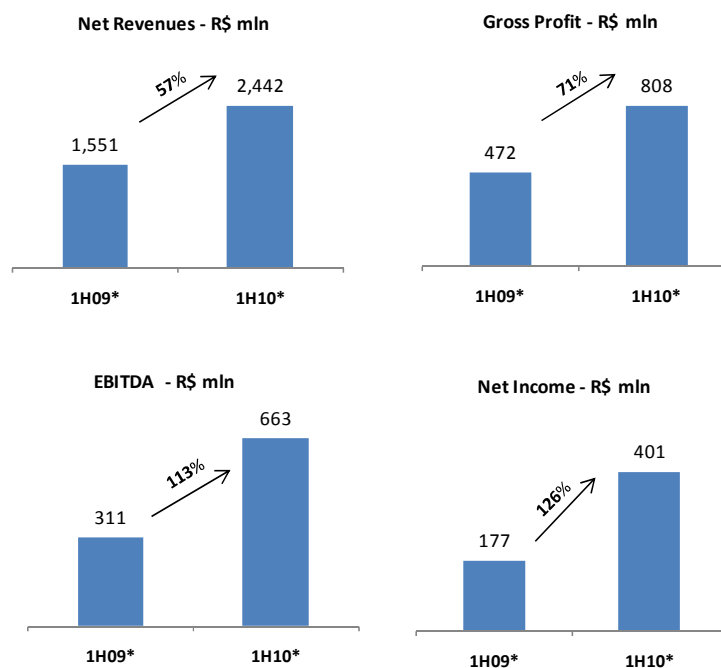 Net Revenues - R$ mln
57%
2,442
1,551
1H09*
1H10*
Gross Profit - R$ mln
71%
808
472
1H09*
1H10*
EBITDA - R$ mln
663
113%
311
1H09*
1H10*
Net Income - R$ mln
401
126%
177
1H09*
1H10*